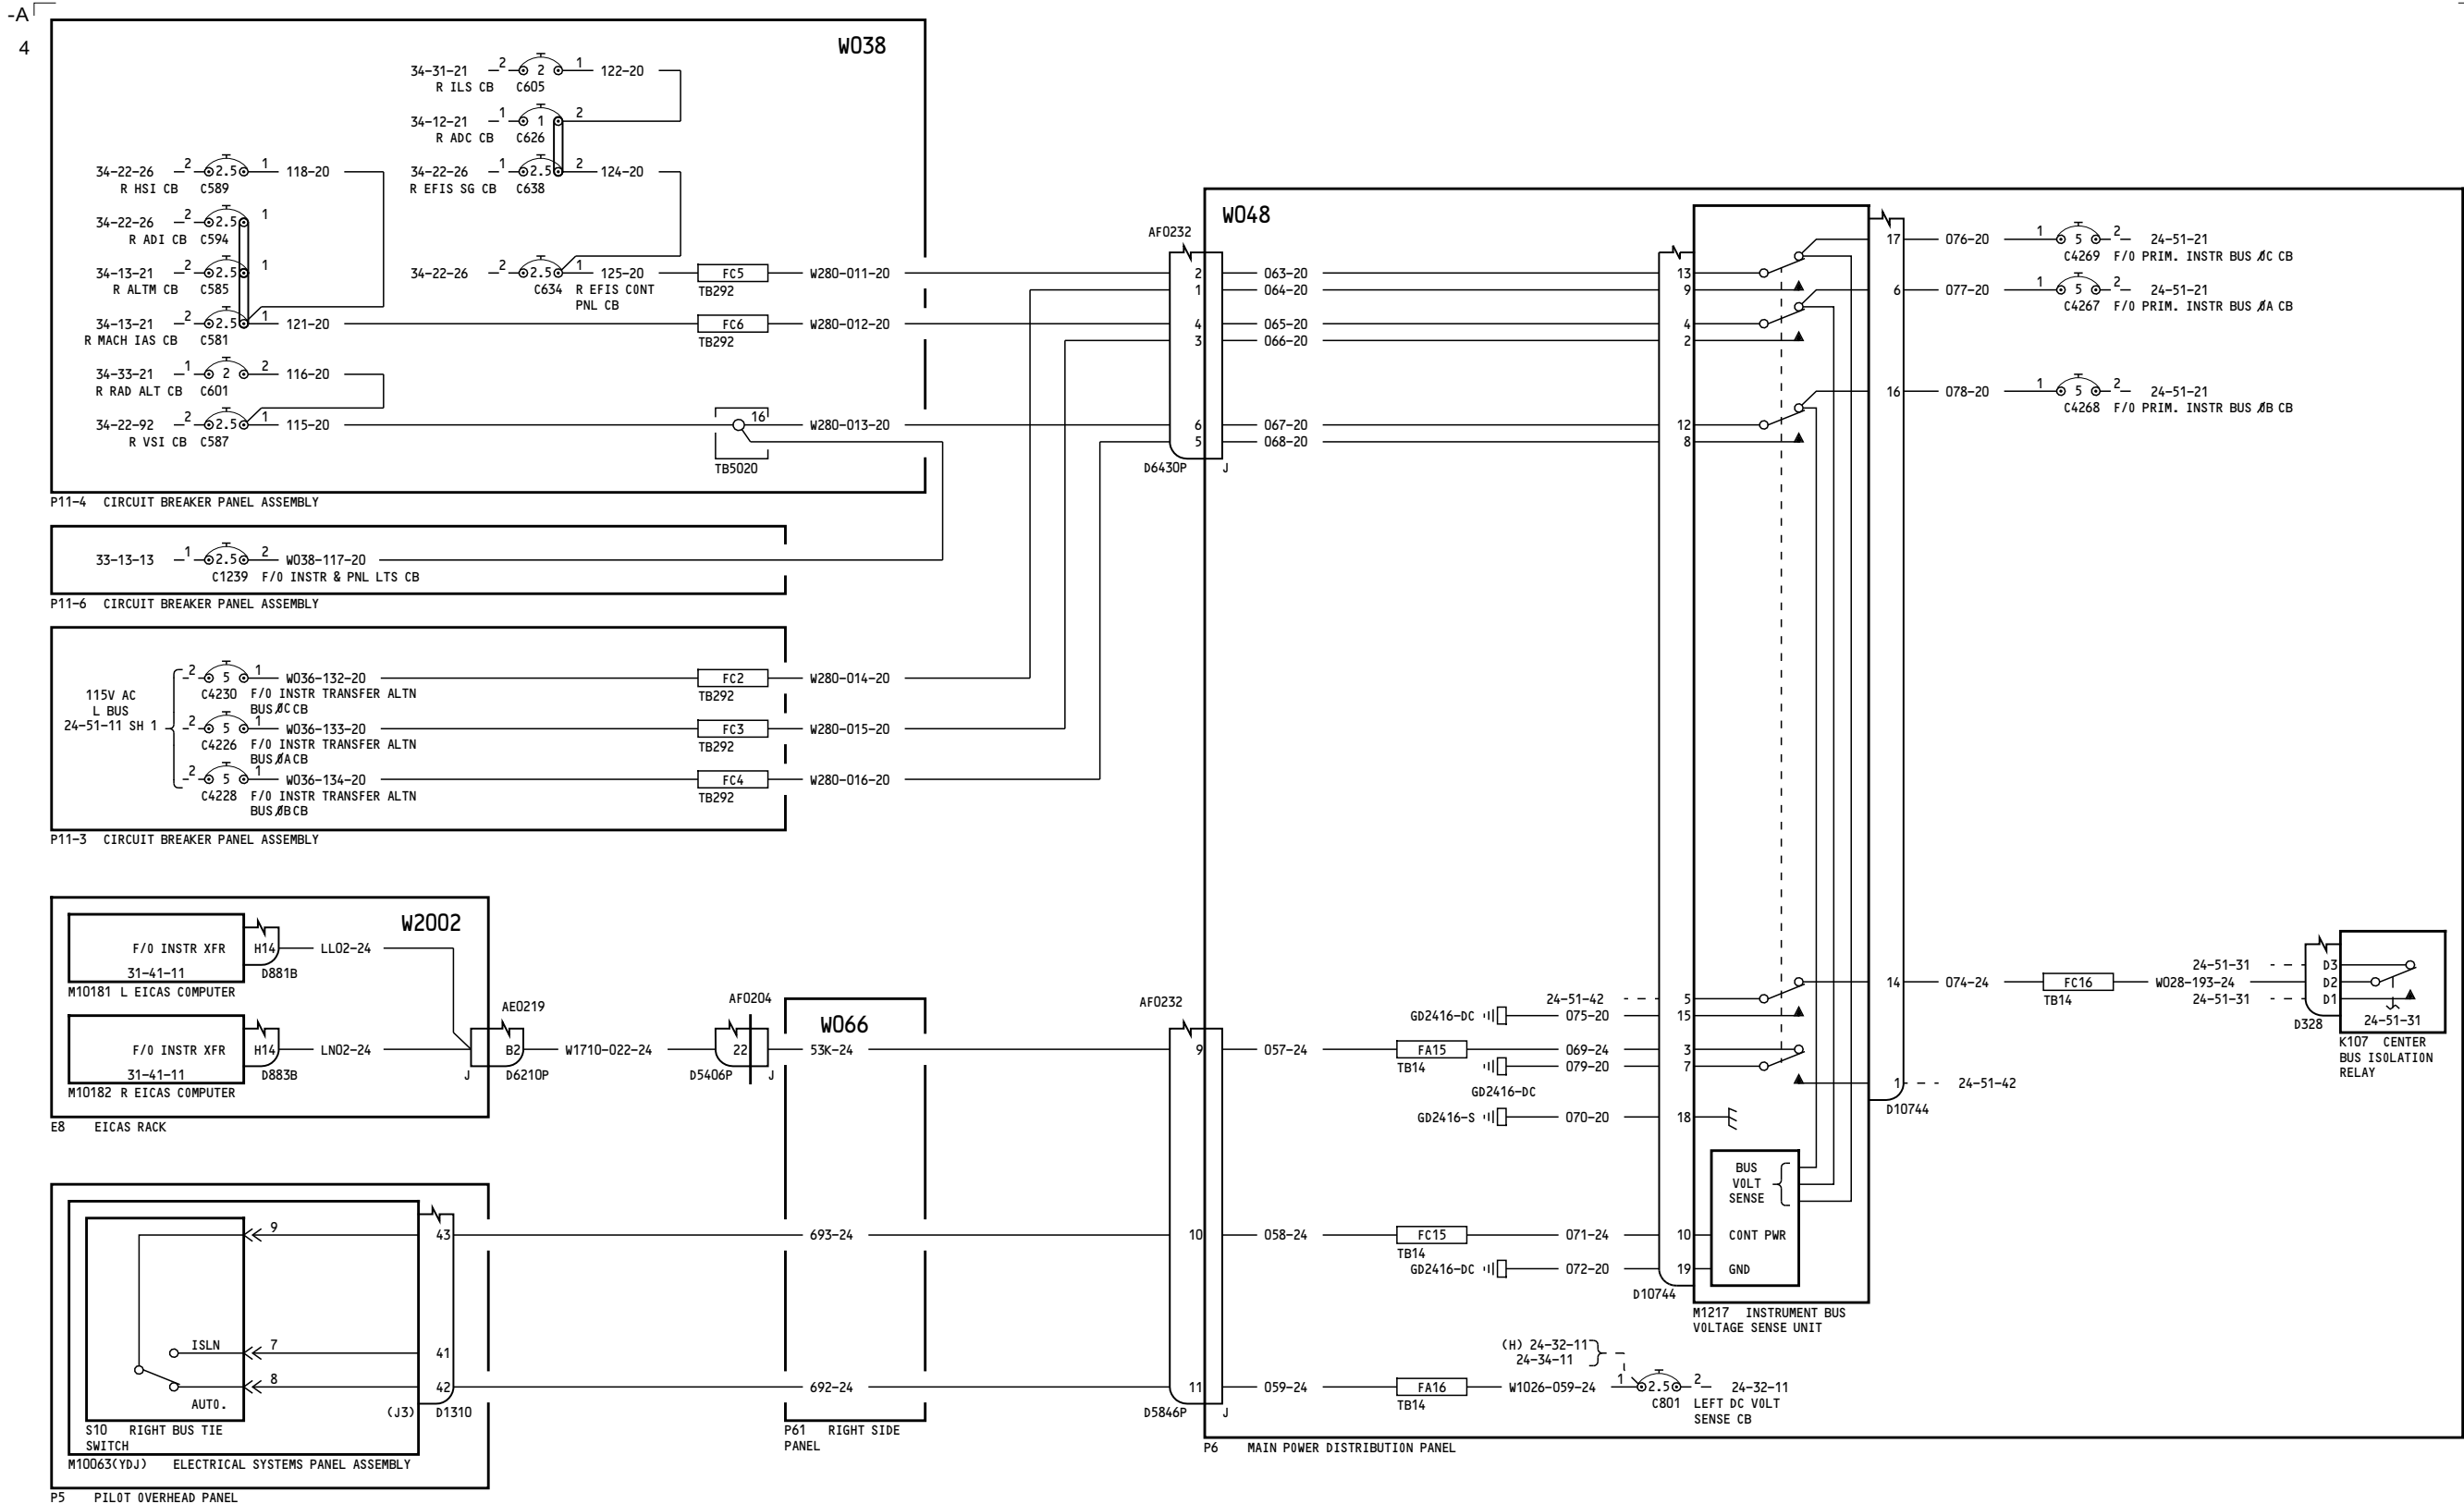 -A
4
W038
34-31-21 2 2 1 122-20
R ILS CB C605
34-12-21 1 1 2
R ADC CB C626
34-22-26 2 2.5 1 118-20
R HSI CB C589
34-22-26 1 2.5 2 124-20
R EFIS SG CB C638
34-22-26 2 2.5 1
R ADI CB C594
34-13-21 2 2.5 1
R ALTM CB C585
34-22-26 2 2.5 1 125-20 FC5 W280-011-20
C634 R EFIS CONT
PNL CB
TB292
34-13-21 2 2.5 1 121-20 FC6 W280-012-20
R MACH IAS CB C581
TB292
34-33-21 1 2 2 116-20
R RAD ALT CB C601
34-22-92 2 2.5 1 115-20 16 W280-013-20
R VSI CB C587
TB5020
P11-4 CIRCUIT BREAKER PANEL ASSEMBLY
33-13-13 1 2.5 2 W038-117-20
C1239 F/O INSTR & PNL LTS CB
P11-6 CIRCUIT BREAKER PANEL ASSEMBLY
115V AC
L BUS
24-51-11 SH 1
2 5 1 W036-132-20 FC2 W280-014-20
C4230 F/O INSTR TRANSFER ALTN
BUS ØC CB
TB292
2 5 1 W036-133-20 FC3 W280-015-20
C4226 F/O INSTR TRANSFER ALTN
BUS ØA CB
TB292
2 5 1 W036-134-20 FC4 W280-016-20
C4228 F/O INSTR TRANSFER ALTN
BUS ØB CB
TB292
P11-3 CIRCUIT BREAKER PANEL ASSEMBLY
W048
AF0232
2 063-20 13
1 064-20 9
4 065-20 4
3 066-20 2
6 067-20 12
5 068-20 8
D6430P J
17 076-20 1 5 2 24-51-21
C4269 F/O PRIM. INSTR BUS ØC CB
6 077-20 1 5 2 24-51-21
C4267 F/O PRIM. INSTR BUS ØA CB
16 078-20 1 5 2 24-51-21
C4268 F/O PRIM. INSTR BUS ØB CB
W2002
F/O INSTR XFR H14 LL02-24
31-41-11 D881B
M10181 L EICAS COMPUTER
F/O INSTR XFR H14 LN02-24
31-41-11 D883B
M10182 R EICAS COMPUTER
E8 EICAS RACK
AE0219
B2 W1710-022-24
J D6210P
AF0204
22
D5406P J
W066
53K-24
AF0232
9 057-24 FA15 069-24 3
TB14
24-51-42 5
GD2416-DC 075-20 15
079-20 7
GD2416-DC
GD2416-S 070-20 18
14 074-24 FC16 W028-193-24
TB14
1 24-51-42
D10744
24-51-31 D3
D2
24-51-31 D1
D328
24-51-31
K107 CENTER
BUS ISOLATION
RELAY
BUS
VOLT
SENSE
CONT PWR
GND
9 43 693-24 10 058-24 FC15 071-24 10
TB14
GD2416-DC 072-20 19
D10744
M1217 INSTRUMENT BUS
VOLTAGE SENSE UNIT
ISLN 7 41
8 42 692-24 11 059-24 FA16 W1026-059-24 1 2.5 2 24-32-11
AUTO.
(J3) D1310
D5846P J
TB14
(H) 24-32-11
24-34-11
C801 LEFT DC VOLT
SENSE CB
S10 RIGHT BUS TIE
SWITCH
M10063(YDJ) ELECTRICAL SYSTEMS PANEL ASSEMBLY
P5 PILOT OVERHEAD PANEL
P61 RIGHT SIDE
PANEL
P6 MAIN POWER DISTRIBUTION PANEL